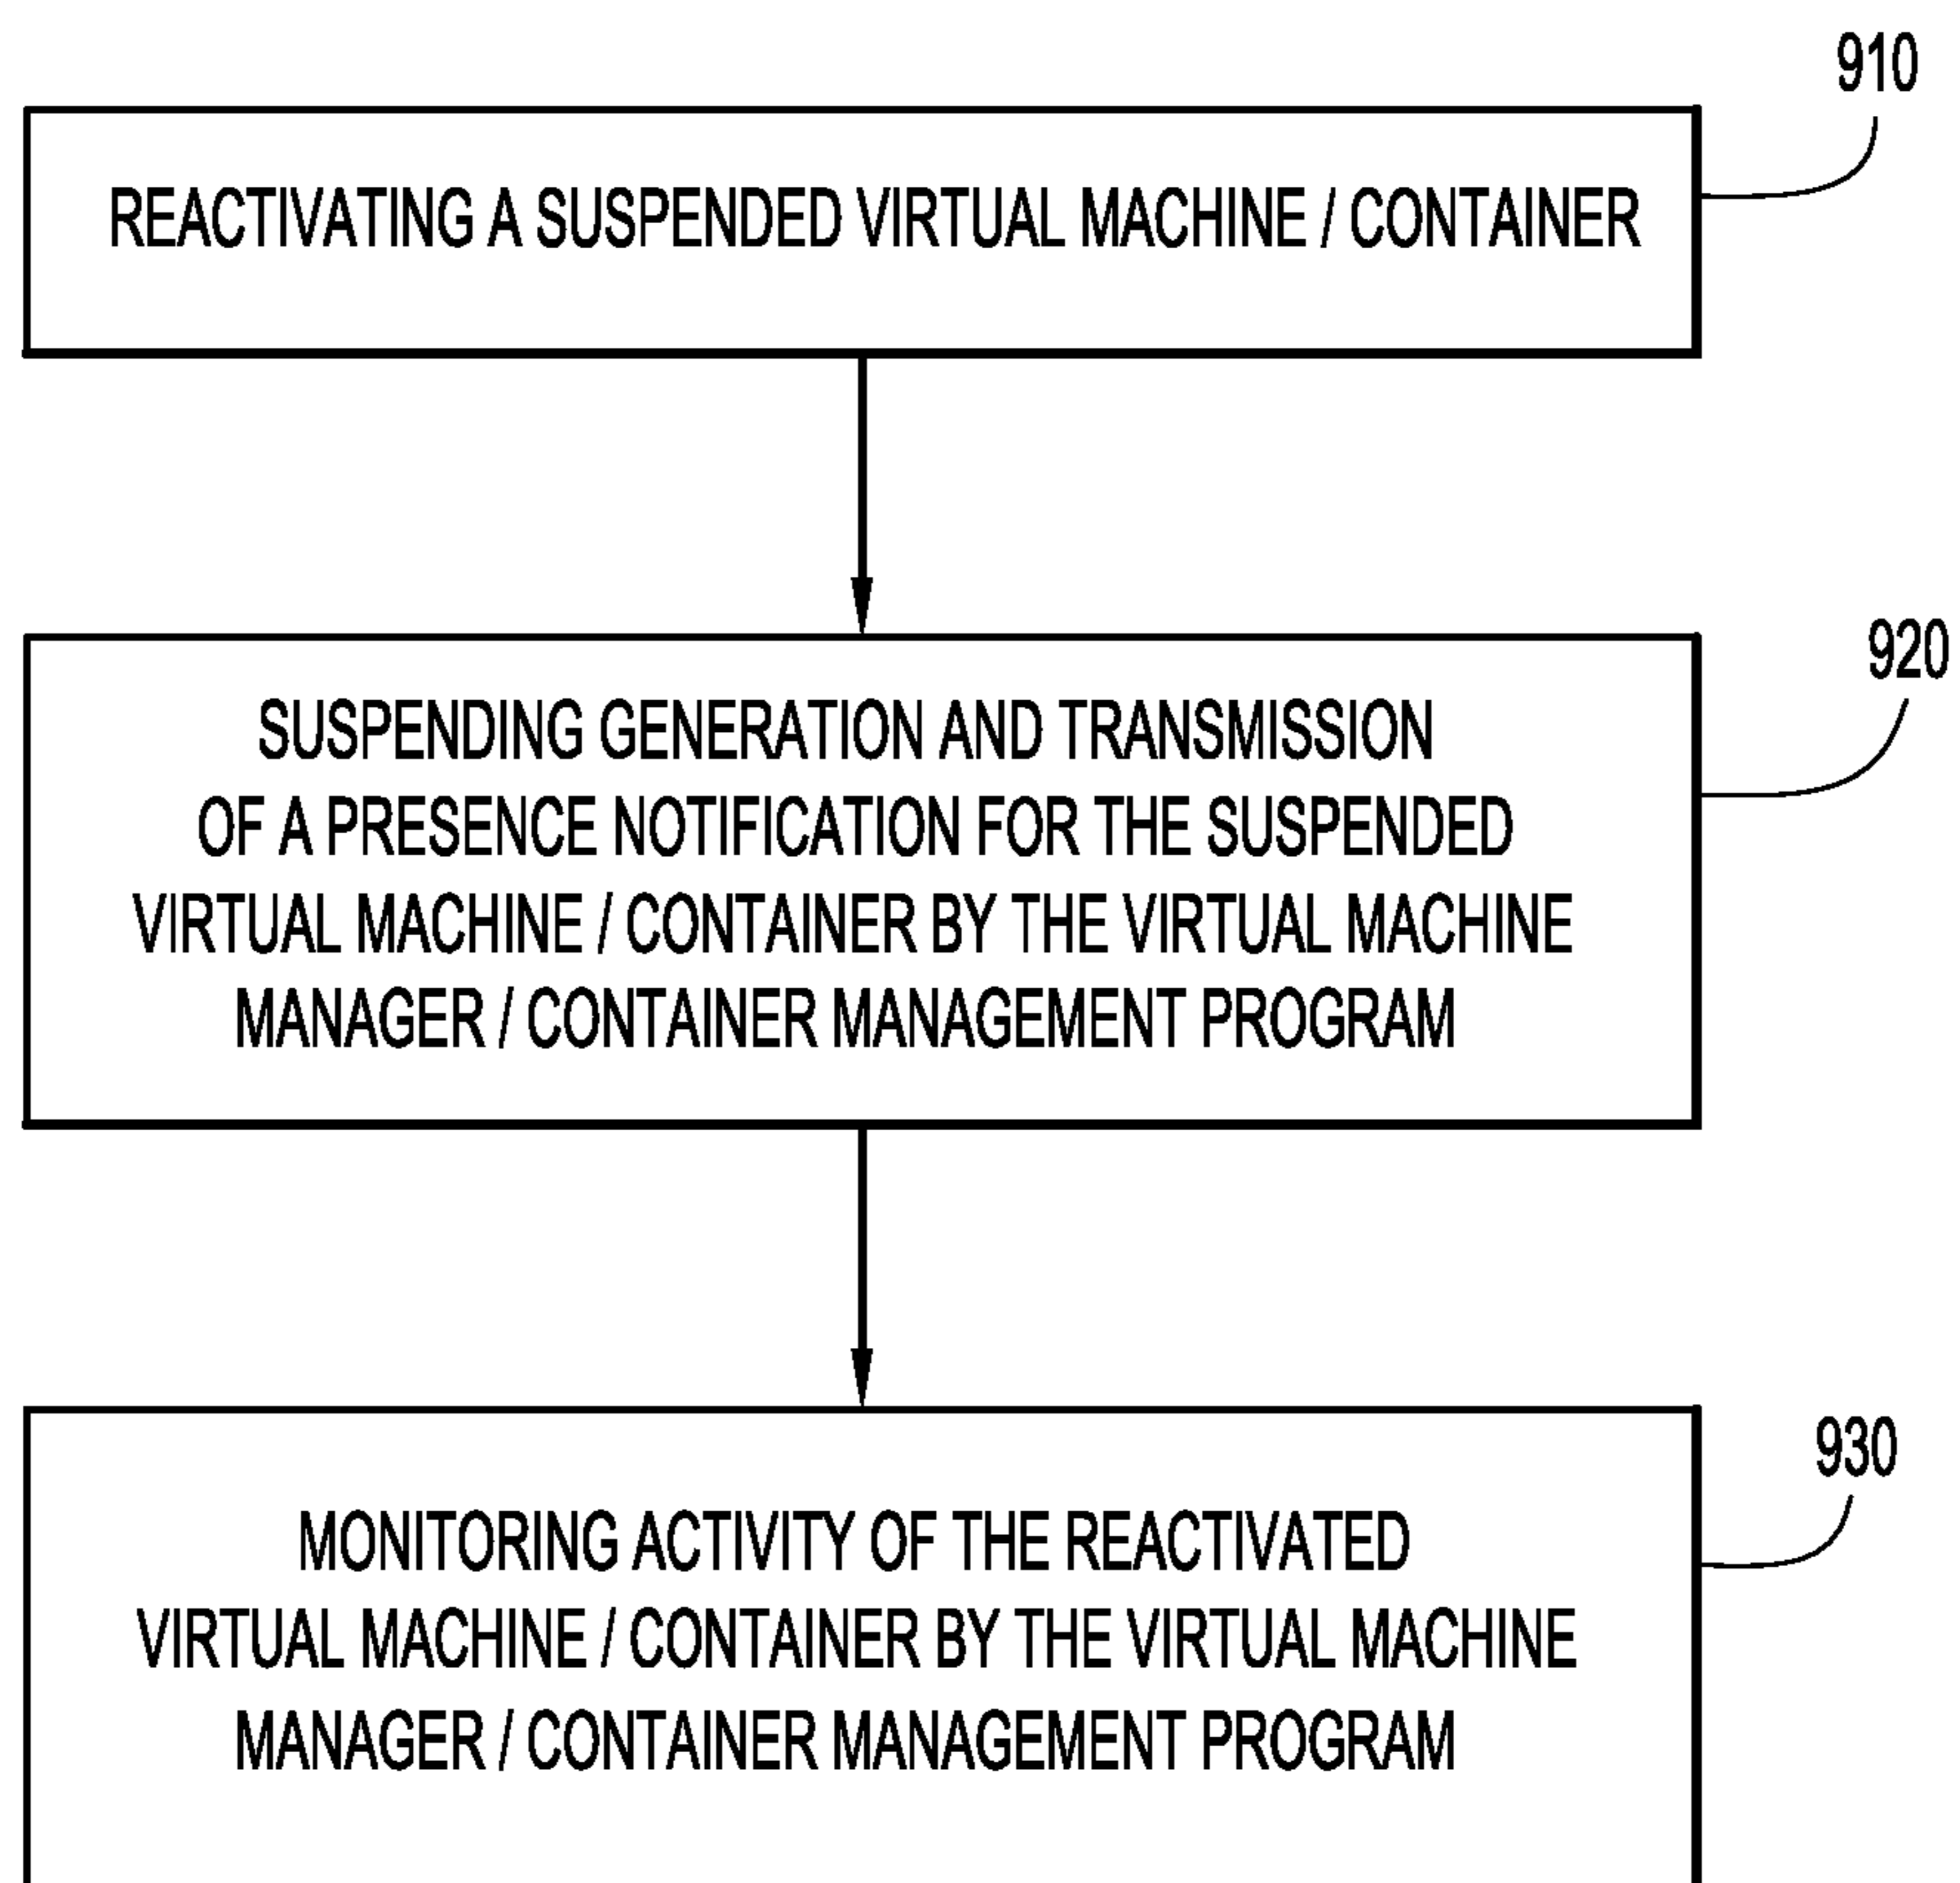 910
REACTIVATING A SUSPENDED VIRTUAL MACHINE / CONTAINER
920
SUSPENDING GENERATION AND TRANSMISSION
OF A PRESENCE NOTIFICATION FOR THE SUSPENDED
VIRTUAL MACHINE / CONTAINER BY THE VIRTUAL MACHINE
MANAGER / CONTAINER MANAGEMENT PROGRAM
930
MONITORING ACTIVITY OF THE REACTIVATED
VIRTUAL MACHINE / CONTAINER BY THE VIRTUAL MACHINE
MANAGER / CONTAINER MANAGEMENT PROGRAM